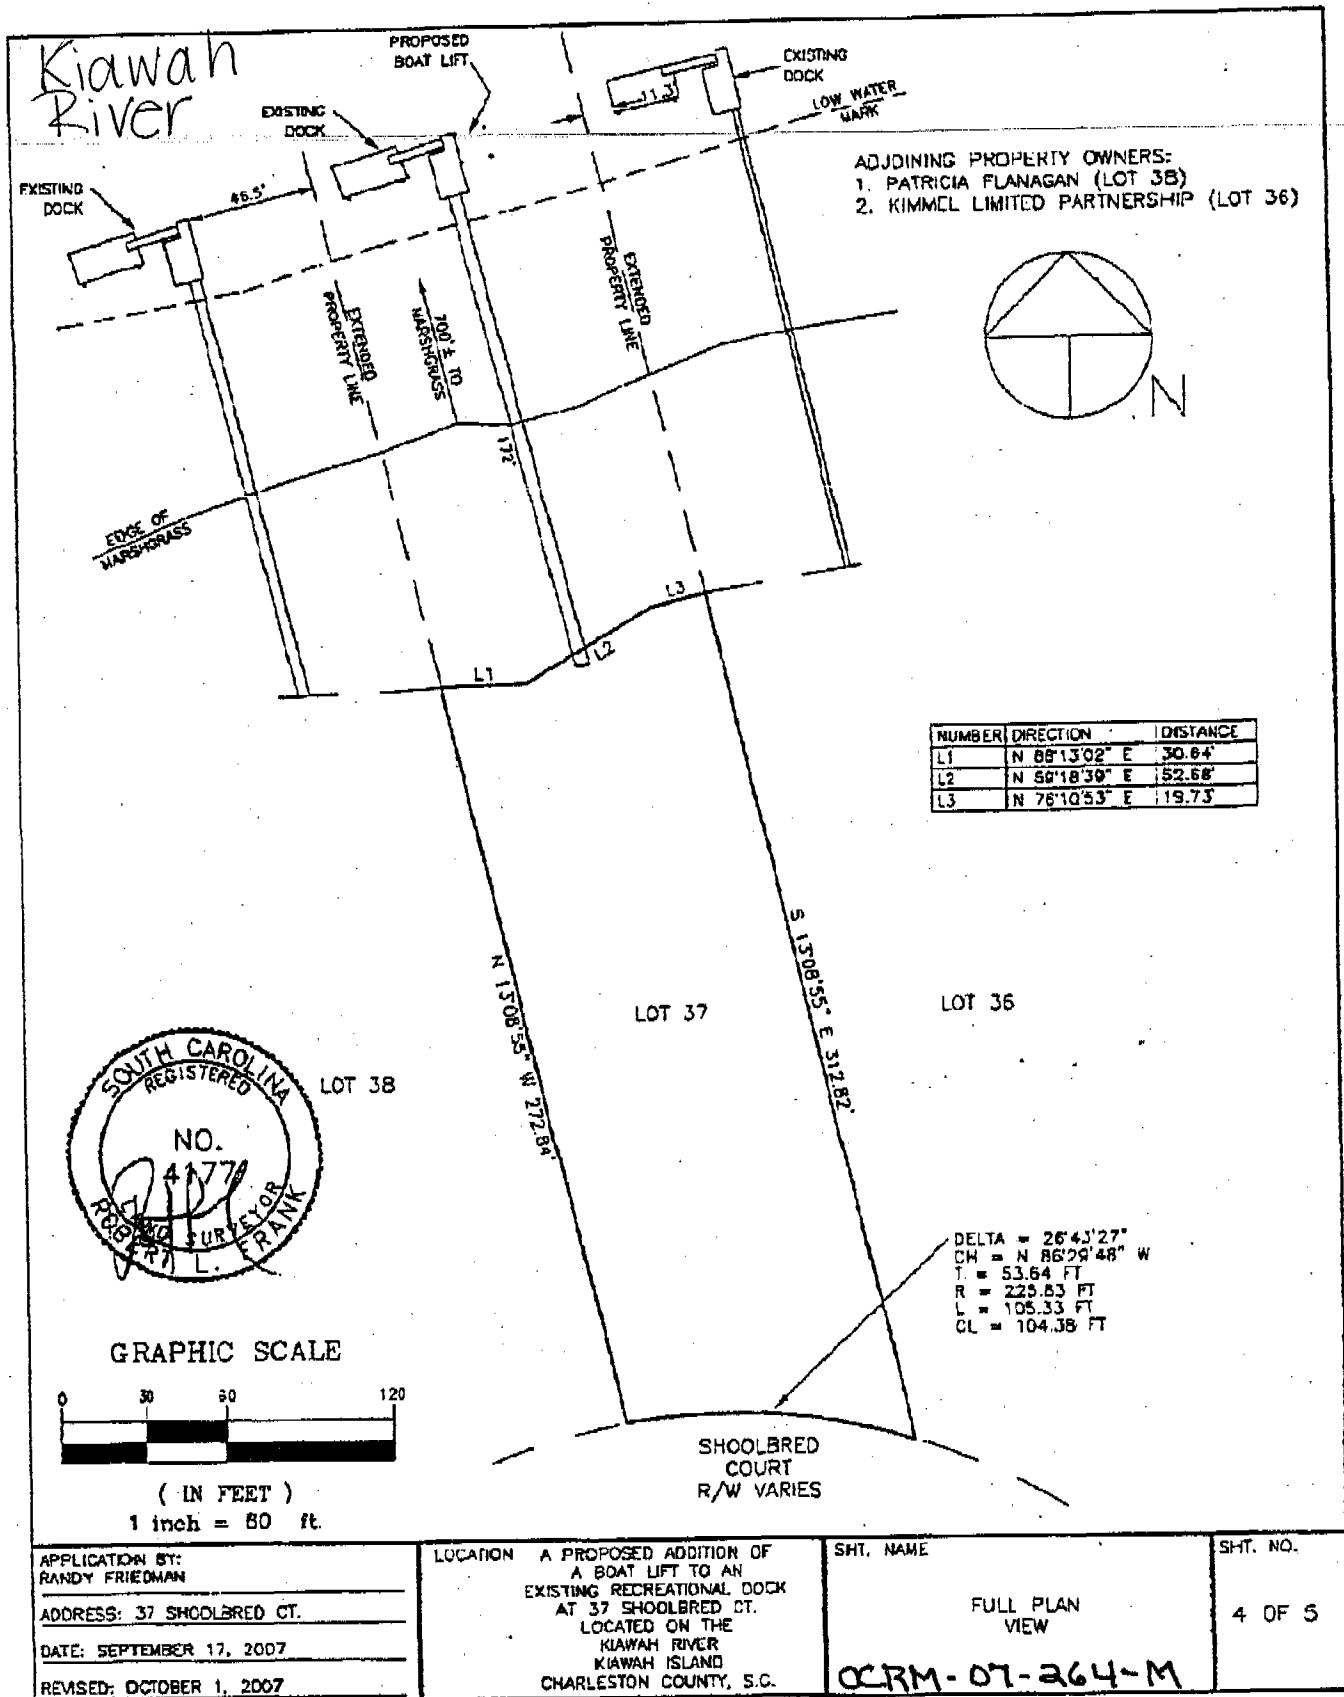 Kiawah
River
PROPOSED
BOAT LIFT
EXISTING
DOCK
EXISTING
DOCK
11.3'
EXISTING
DOCK
LOW WATER
MARK
46.5'
ADJOINING PROPERTY OWNERS:
1. PATRICIA FLANAGAN (LOT 38)
2. KIMMEL LIMITED PARTNERSHIP (LOT 36)
EXTENDED
PROPERTY LINE
700' ± TO
MARSHGRASS
EXTENDED
PROPERTY LINE
N
172'
EDGE OF
MARSHGRASS
L1
L2
L3
NUMBER DIRECTION DISTANCE
L1 N 88°13'02" E 30.64'
L2 N 59°18'39" E 52.68'
L3 N 76°10'53" E 19.73'
N 13°08'55" W 272.84'
S 13°08'55" E 312.82'
LOT 37
LOT 36
LOT 38
SOUTH CAROLINA
REGISTERED
NO.
4177
LAND SURVEYOR
ROBERT L. FRANK
DELTA = 26°43'27"
CH = N 86°29'48" W
T = 53.64 FT
R = 225.83 FT
L = 105.33 FT
CL = 104.38 FT
GRAPHIC SCALE
0 30 60 120
( IN FEET )
1 inch = 60 ft.
SHOOLBRED
COURT
R/W VARIES
APPLICATION BY:
RANDY FRIEDMAN
ADDRESS: 37 SHOOLBRED CT.
DATE: SEPTEMBER 17, 2007
REVISED: OCTOBER 1, 2007
LOCATION A PROPOSED ADDITION OF
A BOAT LIFT TO AN
EXISTING RECREATIONAL DOCK
AT 37 SHOOLBRED CT.
LOCATED ON THE
KIAWAH RIVER
KIAWAH ISLAND
CHARLESTON COUNTY, S.C.
SHT. NAME
FULL PLAN
VIEW
OCRM-07-264-M
SHT. NO.
4 OF 5